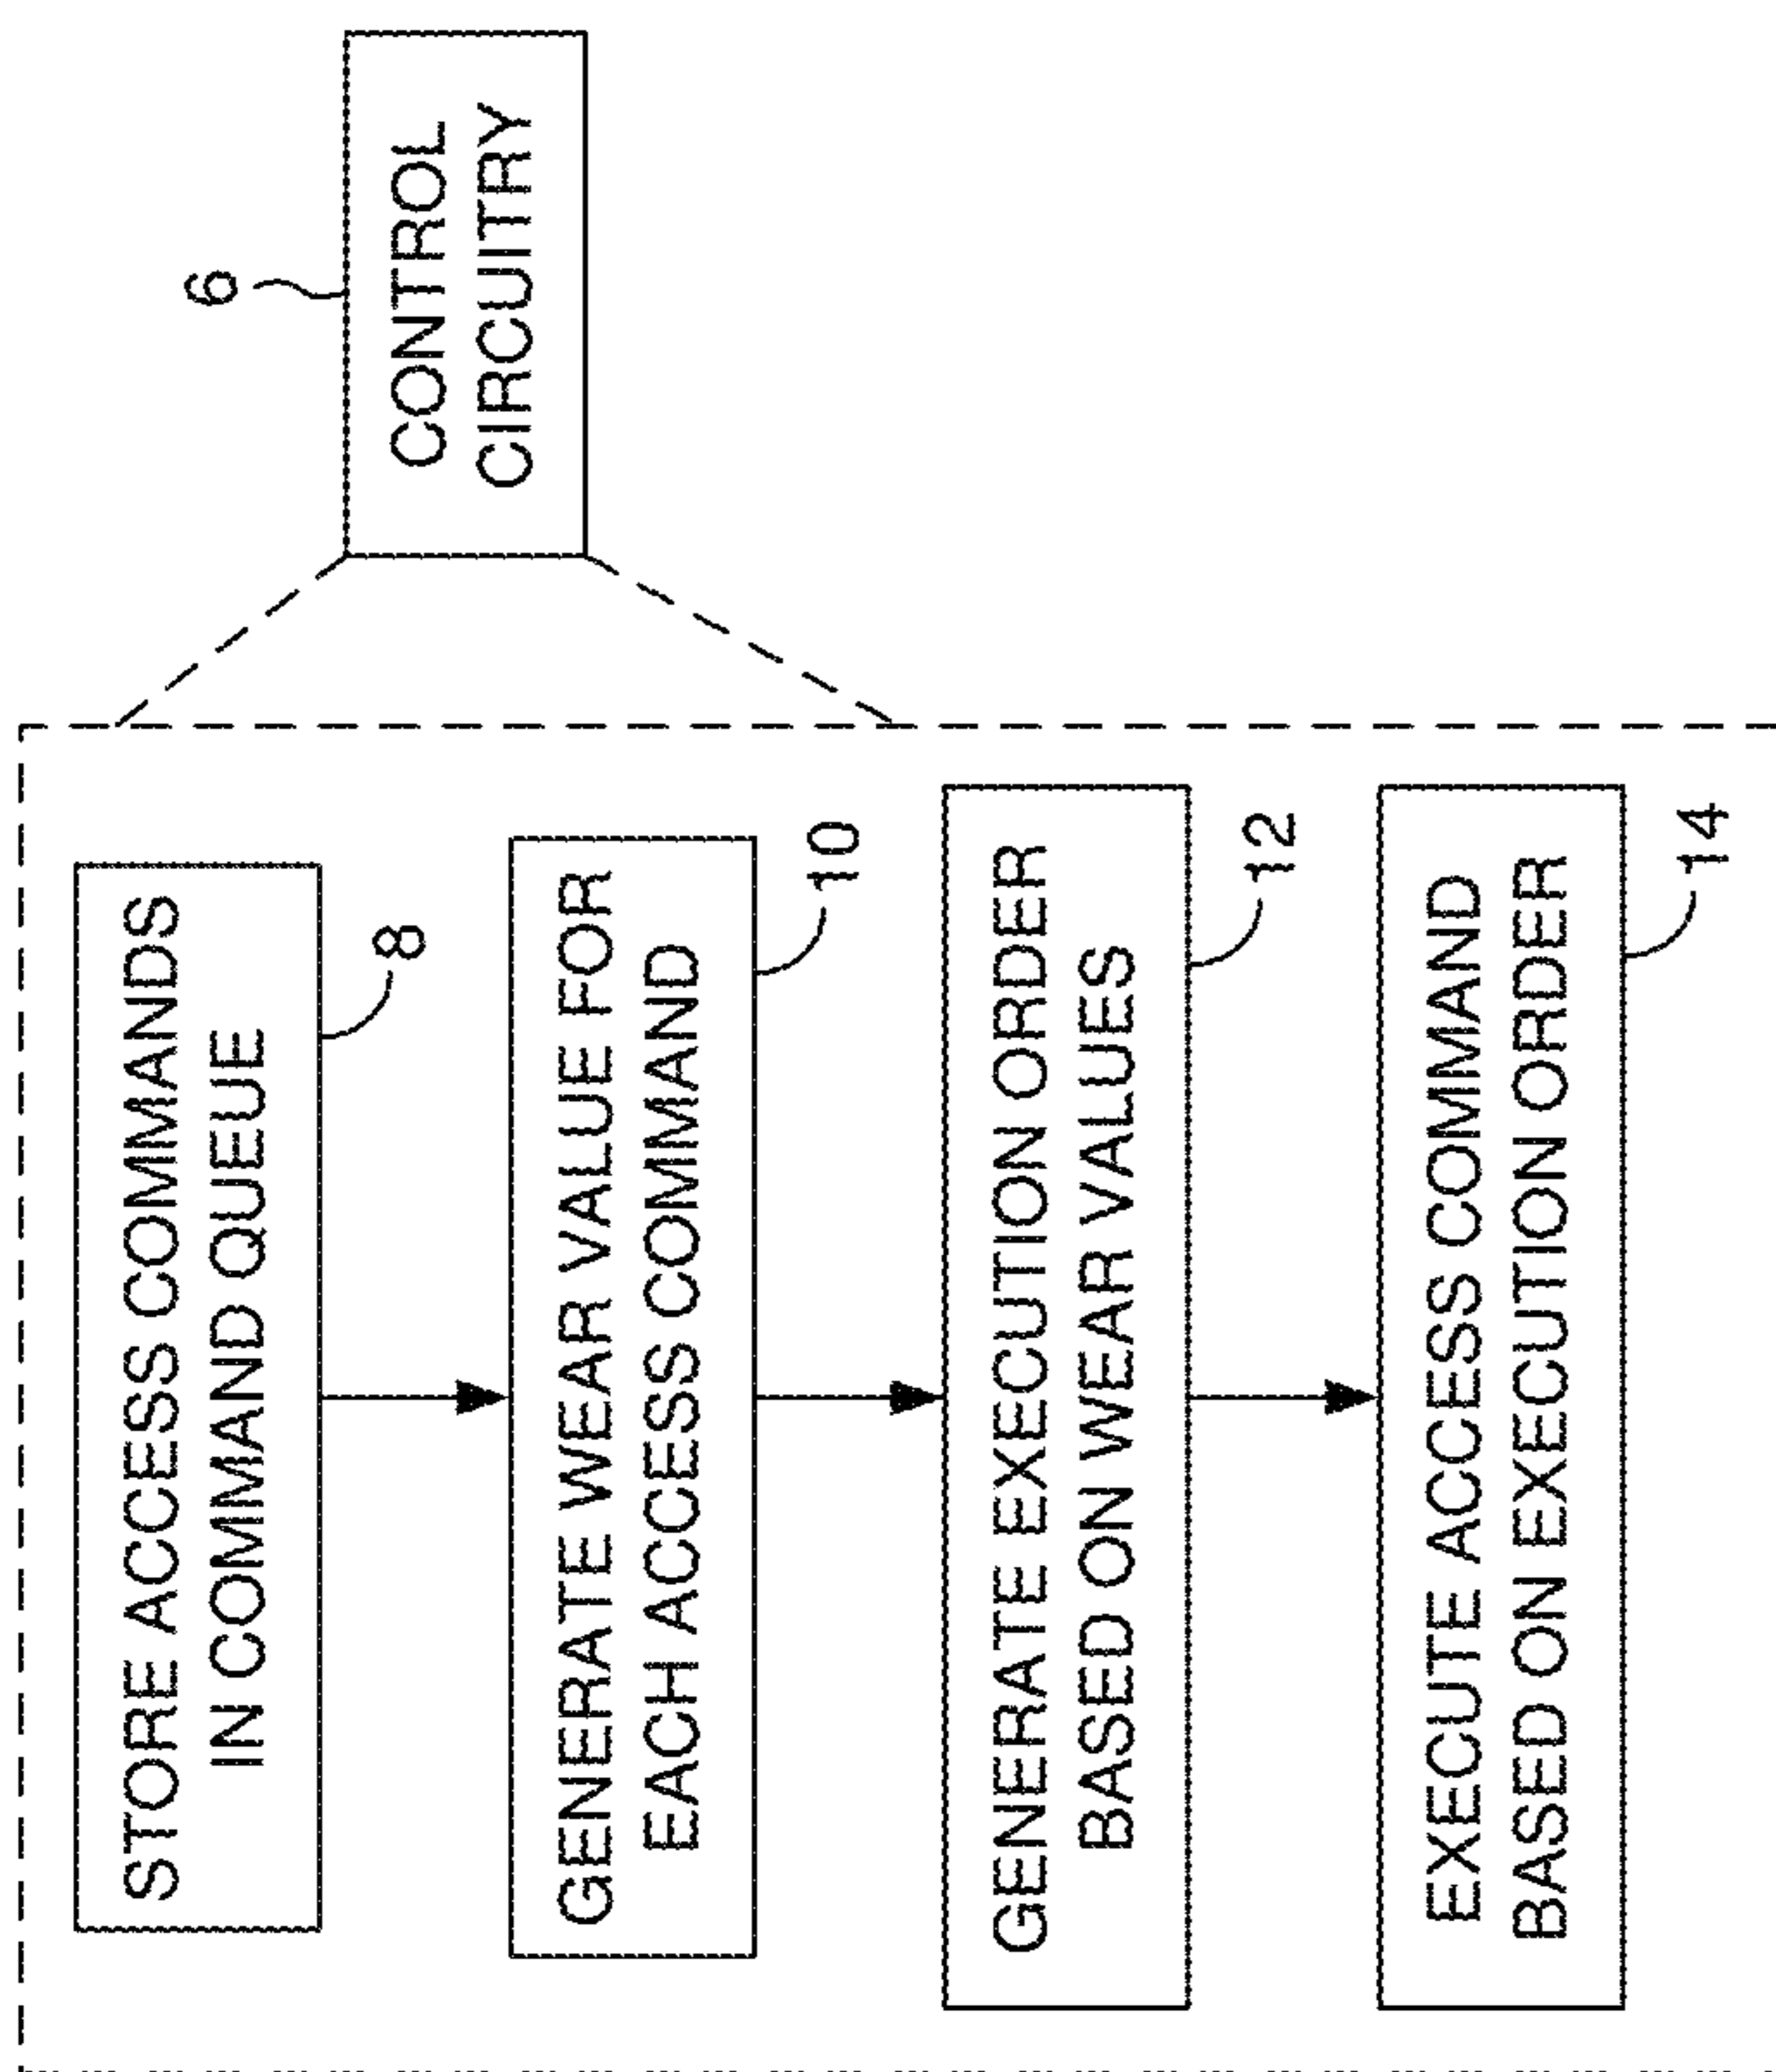 6
CONTROL
CIRCUITRY
STORE ACCESS COMMANDS
IN COMMAND QUEUE
8
GENERATE WEAR VALUE FOR
EACH ACCESS COMMAND
10
GENERATE EXECUTION ORDER
BASED ON WEAR VALUES
12
EXECUTE ACCESS COMMAND
BASED ON EXECUTION ORDER
14